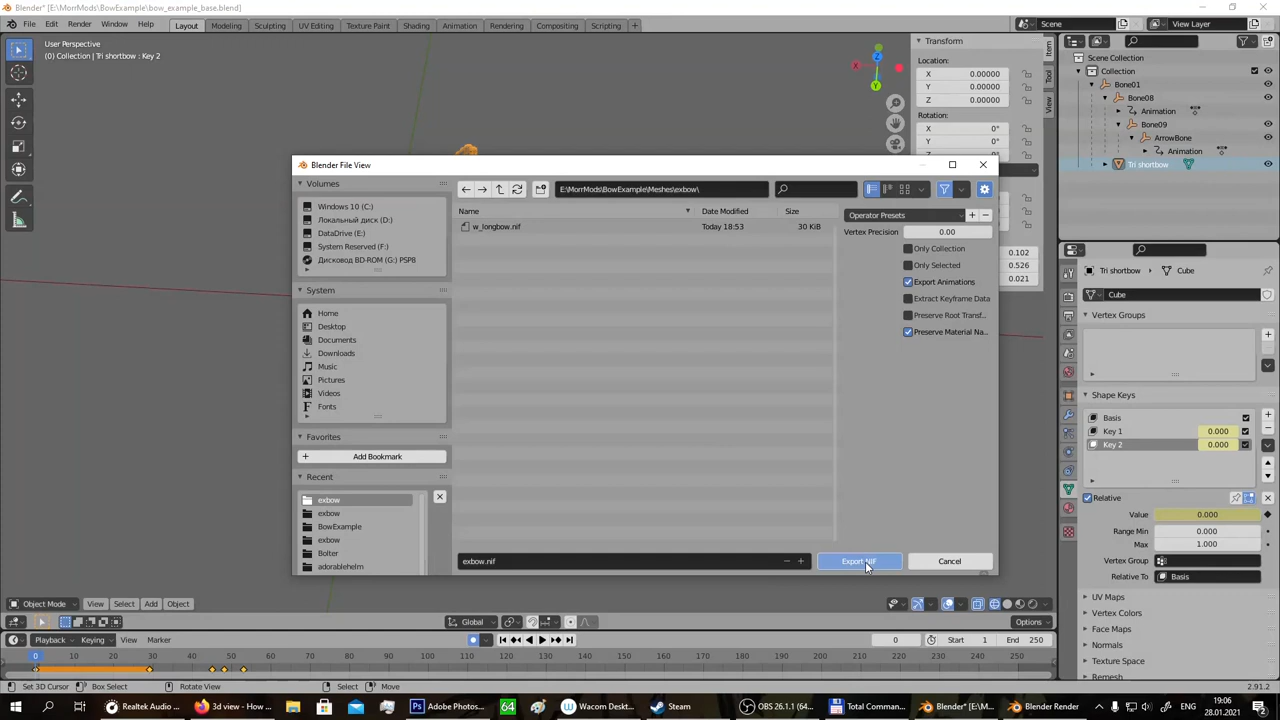 Blender* [E:\MorrMods\BowExample\bow_example_base.blend]
File Edit Render Window Help Layout Modeling Sculpting UV Editing Texture Paint Shading Animation Rendering Compositing Scripting Scene View Layer
User Perspective
(0) Collection | Tri shortbow : Key 2
X
Z
Y
Transform
Location:
X 0.00000
Y 0.00000
Z 0.00000
Rotation:
X 0°
Y 0°
Z 0°
0.102
0.526
0.021
Item
Tool
View
Scene Collection
Collection
Bone01
Bone08
Animation
Bone09
ArrowBone
Animation
Tri shortbow
Blender File View
Volumes
Windows 10 (C:)
Локальный диск (D:)
DataDrive (E:)
System Reserved (F:)
Дисковод BD-ROM (G:) PSP8
System
Home
Desktop
Documents
Downloads
Music
Pictures
Videos
Fonts
Favorites
Add Bookmark
Recent
exbow
exbow
BowExample
exbow
Bolter
adorablehelm
E:\MorrMods\BowExample\Meshes\exbow\
Name Date Modified Size
w_longbow.nif Today 18:53 30 KiB
Operator Presets
Vertex Precision 0.00
Only Collection
Only Selected
Export Animations
Extract Keyframe Data
Preserve Root Transf...
Preserve Material Na...
exbow.nif Export NIF Cancel
Tri shortbow Cube
Cube
Vertex Groups
Shape Keys
Basis
Key 1 0.000
Key 2 0.000
Relative
Value 0.000
Range Min 0.000
Max 1.000
Vertex Group
Relative To Basis
UV Maps
Vertex Colors
Face Maps
Normals
Texture Space
Remesh
Object Mode View Select Add Object
Global Options
Playback Keying View Marker 0 Start 1 End 250
0 10 20 30 40 50 60 70 80 90 100 110 120 130 140 150 160 170 180 190 200 210 220 230 240 250
Set 3D Cursor Box Select Rotate View Select Move 2.91.2
Realtek Audio ... 3d view - How ... 64 Adobe Photos... Wacom Deskt... Steam OBS 26.1.1 (64... Total Comman... Blender* [E:\M... Blender Render 19:06
28.01.2021